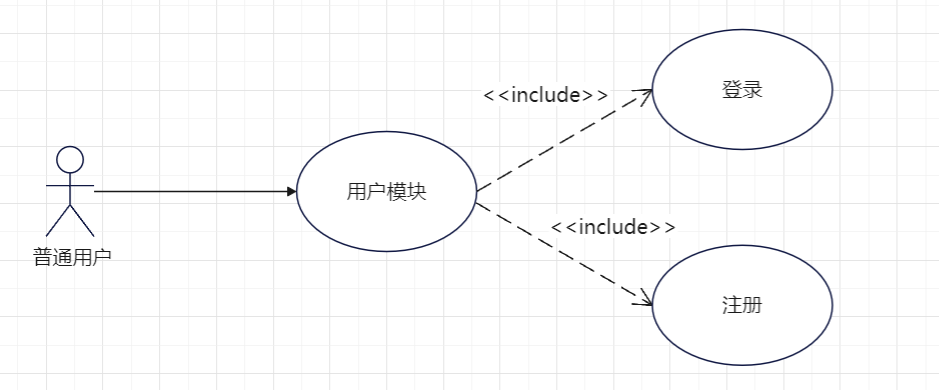 <<include>>
登录
用户模块
普通用户
<<include>>
注册